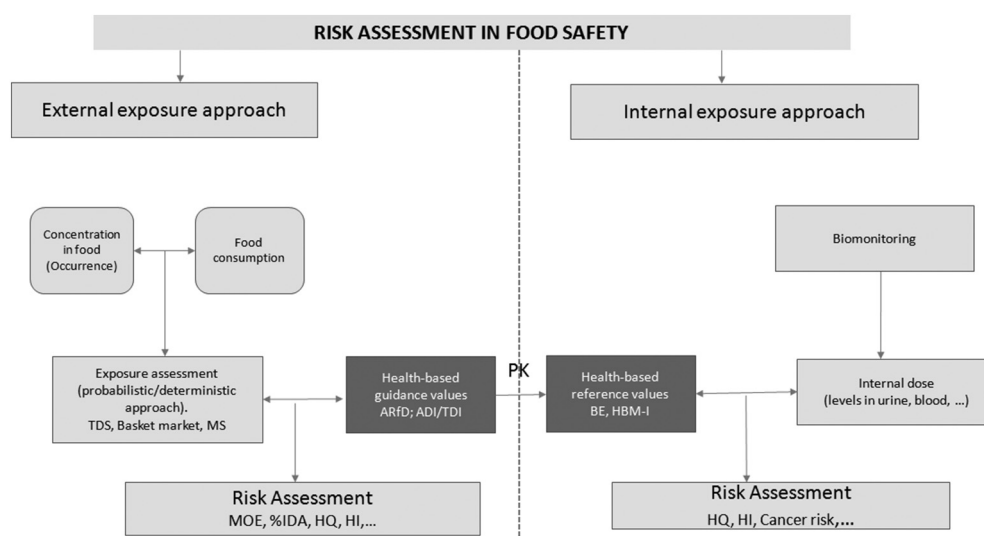 RISK ASSESSMENT IN FOOD SAFETY
External exposure approach
Internal exposure approach
Concentration
in food
(Occurrence)
Food
consumption
Biomonitoring
Exposure assessment
(probabilistic/deterministic
approach).
TDS, Basket market, MS
Health-based
guidance values
ARfD; ADI/TDI
PK
Health-based
reference values
BE, HBM-I
Internal dose
(levels in urine, blood, ...)
Risk Assessment
MOE, %IDA, HQ, HI,...
Risk Assessment
HQ, HI, Cancer risk,...